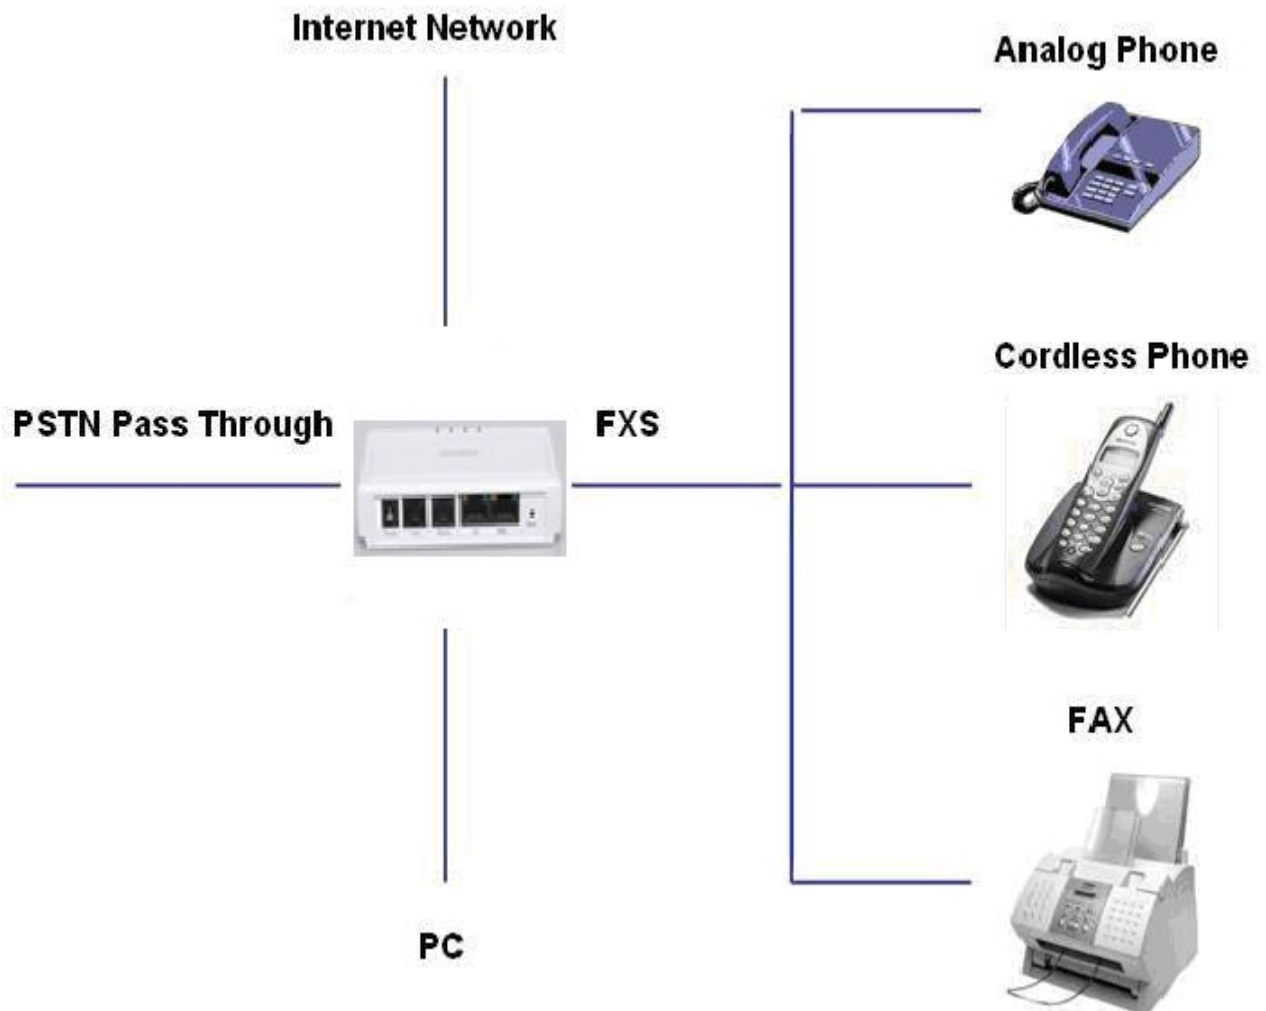 Internet Network
Analog Phone
Cordless Phone
PSTN Pass Through
FXS
FAX
PC